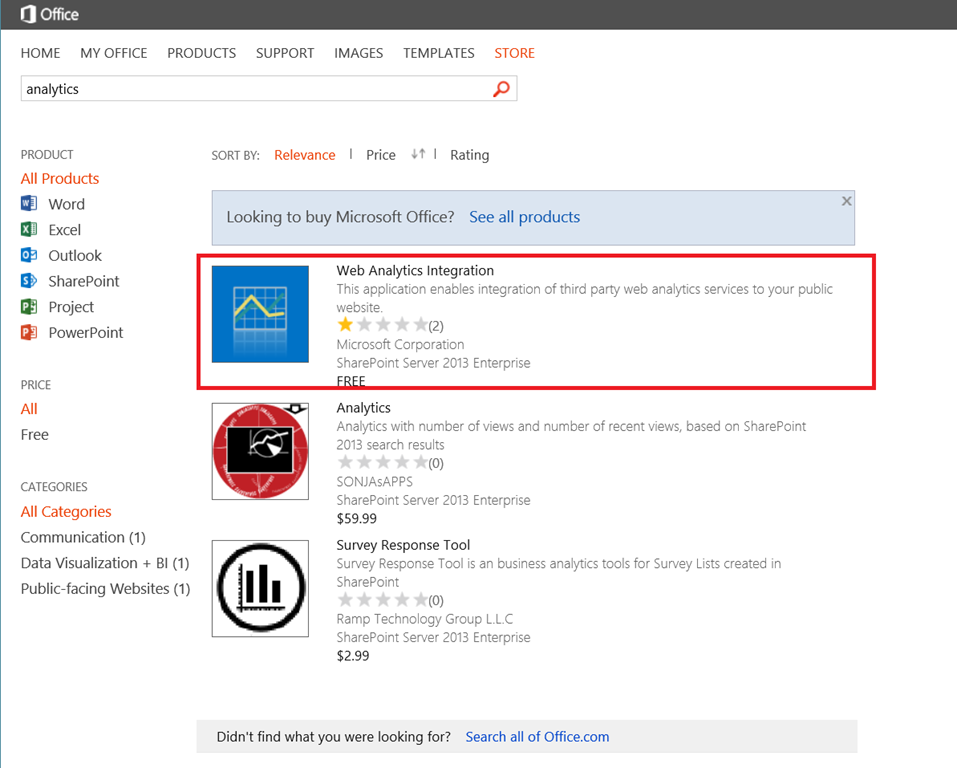 Office
HOME MY OFFICE PRODUCTS SUPPORT IMAGES TEMPLATES STORE
analytics
PRODUCT
All Products
Word
Excel
Outlook
SharePoint
Project
PowerPoint
PRICE
All
Free
CATEGORIES
All Categories
Communication (1)
Data Visualization + BI (1)
Public-facing Websites (1)
SORT BY: Relevance | Price | Rating
Looking to buy Microsoft Office? See all products
Web Analytics Integration
This application enables integration of third party web analytics services to your public
website.
(2)
Microsoft Corporation
SharePoint Server 2013 Enterprise
FREE
Analytics
Analytics with number of views and number of recent views, based on SharePoint
2013 search results
(0)
SONJAsAPPS
SharePoint Server 2013 Enterprise
$59.99
Survey Response Tool
Survey Response Tool is an business analytics tools for Survey Lists created in
SharePoint
(0)
Ramp Technology Group L.L.C
SharePoint Server 2013 Enterprise
$2.99
Didn't find what you were looking for? Search all of Office.com